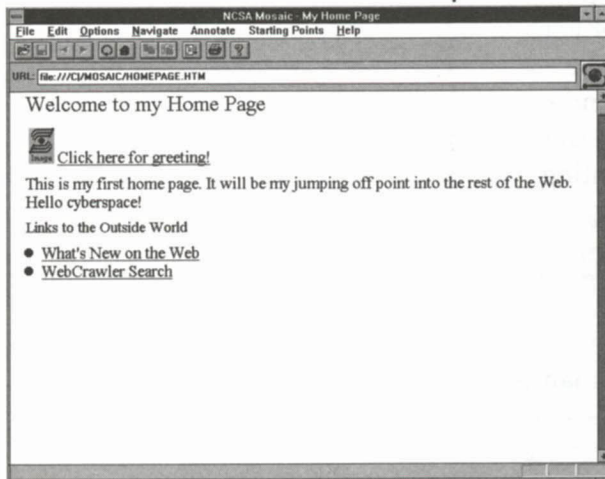 NCSA Mosaic - My Home Page
File Edit Options Navigate Annotate Starting Points Help
URL: file:///C|/MOSAIC/HOMEPAGE.HTM
Welcome to my Home Page
Image Click here for greeting!
This is my first home page. It will be my jumping off point into the rest of the Web.
Hello cyberspace!
Links to the Outside World
What's New on the Web
WebCrawler Search